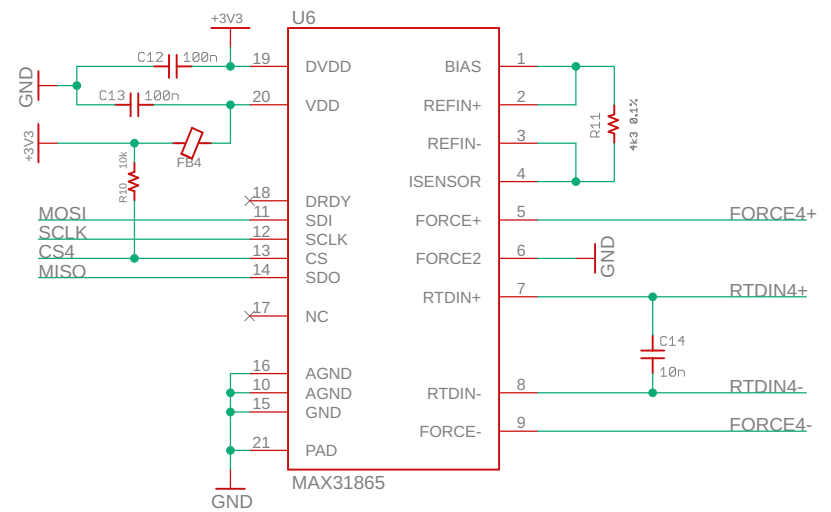 +3V3
U6
C12 100n
19 DVDD
BIAS 1
GND
C13 100n
20 VDD
REFIN+ 2
R11
4k3 0.1%
+3V3
FB4
REFIN- 3
R10 10k
ISENSOR 4
18 DRDY
MOSI
11 SDI
FORCE+ 5
FORCE4+
SCLK
12 SCLK
CS4
13 CS
FORCE2 6
GND
MISO
14 SDO
RTDIN+ 7
RTDIN4+
17 NC
C14
10n
16 AGND
10 AGND
RTDIN- 8
RTDIN4-
15 GND
FORCE- 9
FORCE4-
21 PAD
GND
MAX31865